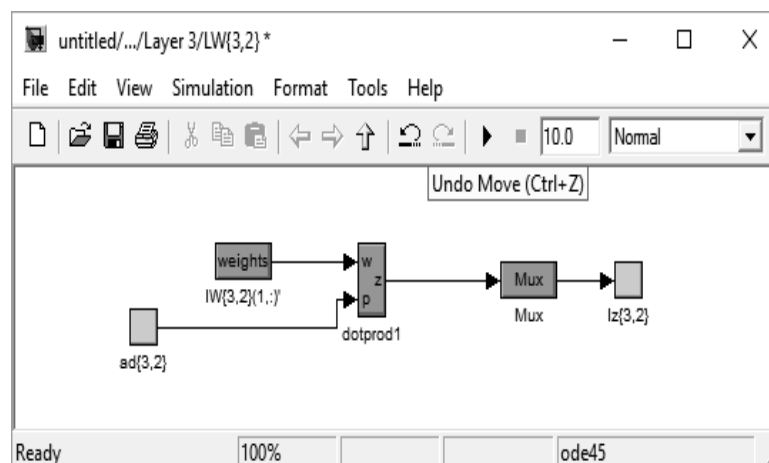 untitled/.../Layer 3/LW{3,2} *
File Edit View Simulation Format Tools Help
10.0 Normal
Undo Move (Ctrl+Z)
weights
IW{3,2}(1,:)'
w
z
p
dotprod1
ad{3,2}
Mux
Mux
lz{3,2}
Ready 100% ode45